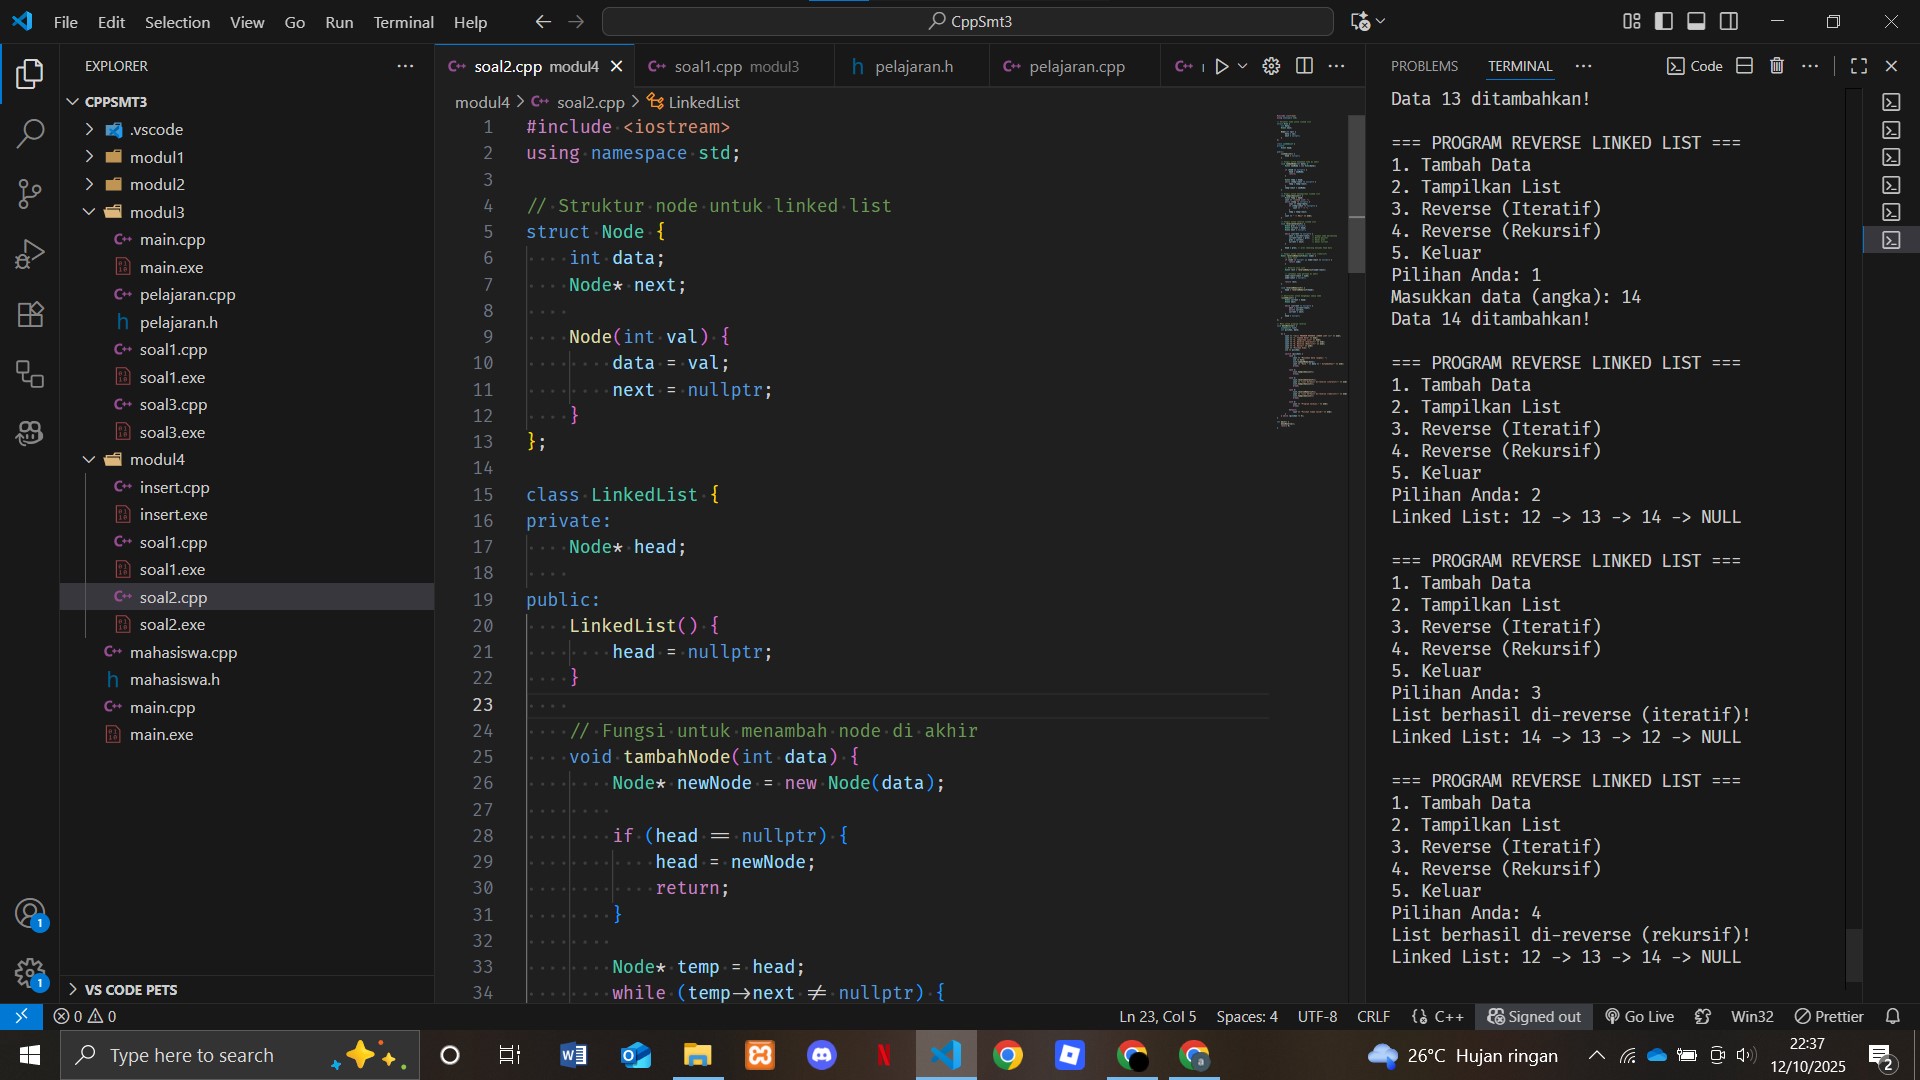 File Edit Selection View Go Run Terminal Help
CppSmt3
EXPLORER
CPPSMT3
.vscode
modul1
modul2
modul3
main.cpp
main.exe
pelajaran.cpp
pelajaran.h
soal1.cpp
soal1.exe
soal3.cpp
soal3.exe
modul4
insert.cpp
insert.exe
soal1.cpp
soal1.exe
soal2.cpp
soal2.exe
mahasiswa.cpp
mahasiswa.h
main.cpp
main.exe
VS CODE PETS
soal2.cpp modul4
soal1.cpp modul3
pelajaran.h
pelajaran.cpp
modul4 > soal2.cpp > LinkedList
1 #include <iostream>
2 using namespace std;
3
4 // Struktur node untuk linked list
5 struct Node {
6 int data;
7 Node* next;
8
9 Node(int val) {
10 data = val;
11 next = nullptr;
12 }
13 };
14
15 class LinkedList {
16 private:
17 Node* head;
18
19 public:
20 LinkedList() {
21 head = nullptr;
22 }
23
24 // Fungsi untuk menambah node di akhir
25 void tambahNode(int data) {
26 Node* newNode = new Node(data);
27
28 if (head == nullptr) {
29 head = newNode;
30 return;
31 }
32
33 Node* temp = head;
34 while (temp->next != nullptr) {
PROBLEMS TERMINAL
Code
Data 13 ditambahkan!
=== PROGRAM REVERSE LINKED LIST ===
1. Tambah Data
2. Tampilkan List
3. Reverse (Iteratif)
4. Reverse (Rekursif)
5. Keluar
Pilihan Anda: 1
Masukkan data (angka): 14
Data 14 ditambahkan!
=== PROGRAM REVERSE LINKED LIST ===
1. Tambah Data
2. Tampilkan List
3. Reverse (Iteratif)
4. Reverse (Rekursif)
5. Keluar
Pilihan Anda: 2
Linked List: 12 -> 13 -> 14 -> NULL
=== PROGRAM REVERSE LINKED LIST ===
1. Tambah Data
2. Tampilkan List
3. Reverse (Iteratif)
4. Reverse (Rekursif)
5. Keluar
Pilihan Anda: 3
List berhasil di-reverse (iteratif)!
Linked List: 14 -> 13 -> 12 -> NULL
=== PROGRAM REVERSE LINKED LIST ===
1. Tambah Data
2. Tampilkan List
3. Reverse (Iteratif)
4. Reverse (Rekursif)
5. Keluar
Pilihan Anda: 4
List berhasil di-reverse (rekursif)!
Linked List: 12 -> 13 -> 14 -> NULL
0 0
Ln 23, Col 5 Spaces: 4 UTF-8 CRLF {} C++ Signed out Go Live Win32 Prettier
Type here to search
26°C Hujan ringan
22:37
12/10/2025
2